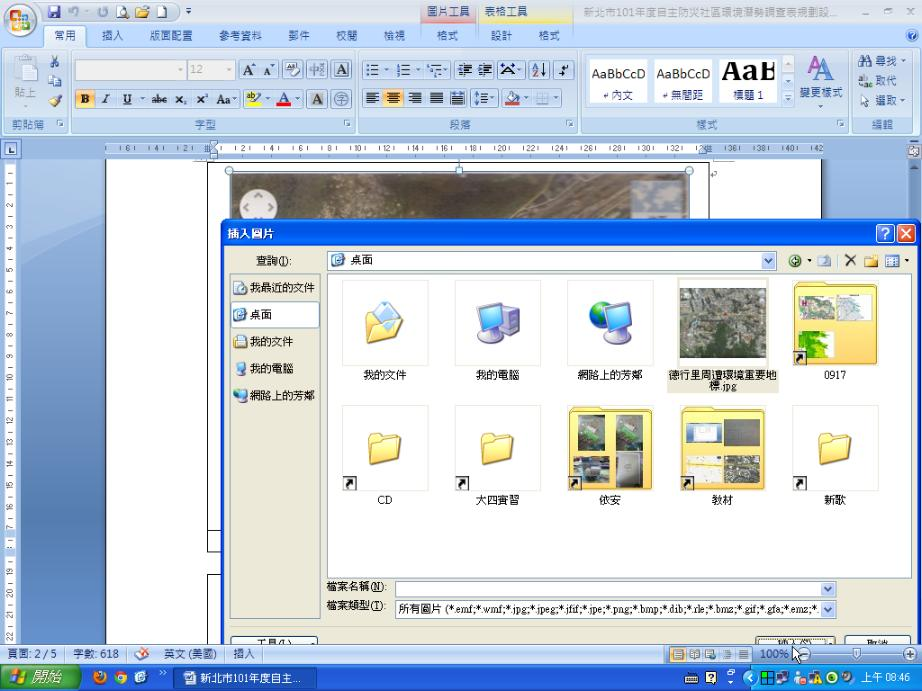 圖片工具 表格工具 新北市101年度自主防災社區環境潛勢調查表規劃設...
常用 插入 版面配置 參考資料 郵件 校閱 檢視 格式 設計 格式
貼上
剪貼簿
12
B I U abe x₂ x² Aa
字型
段落
AaBbCcD AaBbCcD AaB
內文 無間距 標題 1
變更樣式
樣式
尋找
取代
選取
編輯
插入圖片
查詢(I): 桌面
我最近的文件
桌面
我的文件
我的電腦
網路上的芳鄰
我的文件 我的電腦 網路上的芳鄰 德行里周遭環境重要地標.jpg 0917
CD 大四實習 依安 教材 新歌
檔案名稱(N):
檔案類型(T): 所有圖片 (*.emf;*.wmf;*.jpg;*.jpeg;*.jfif;*.jpe;*.png;*.bmp;*.dib;*.rle;*.bmz;*.gif;*.gfa;*.emz;*.
工具(L) 插入(S) 取消
頁面: 2 / 5 字數: 618 英文 (美國) 插入 100%
開始 新北市101年度自主... 上午 08:46